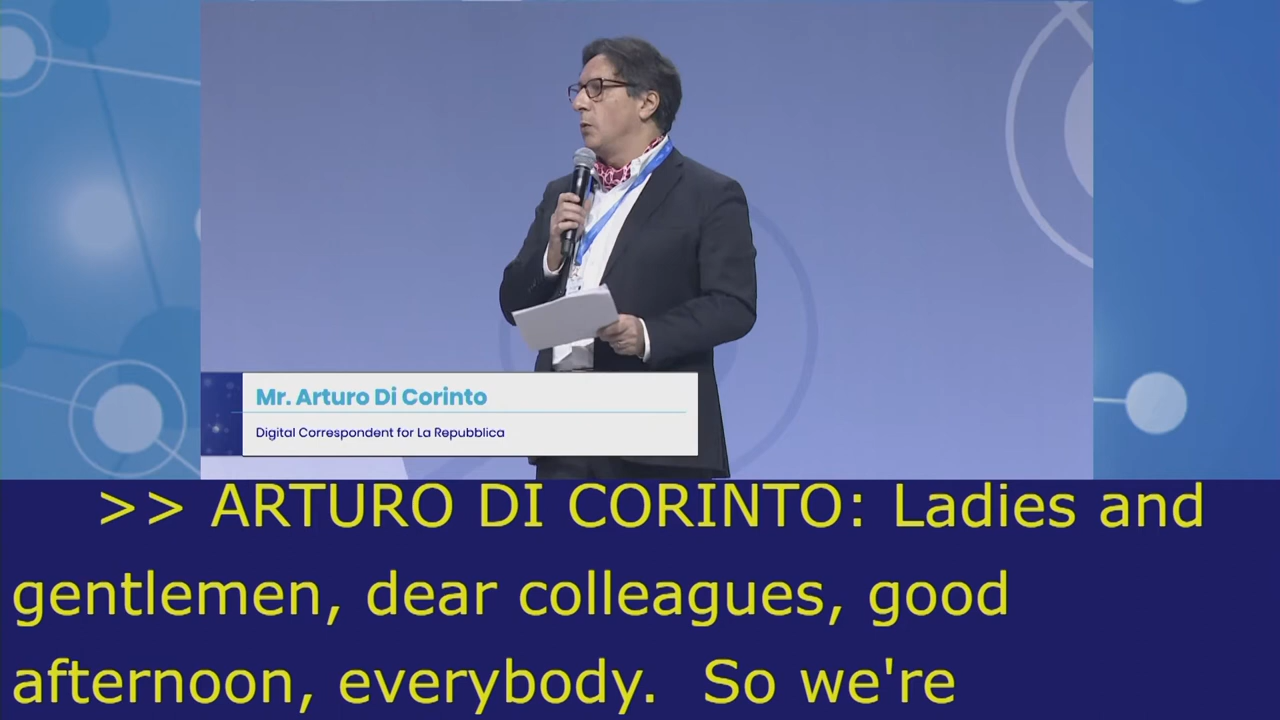 Mr. Arturo Di Corinto
Digital Correspondent for La Repubblica
>> ARTURO DI CORINTO: Ladies and
gentlemen, dear colleagues, good
afternoon, everybody.  So we're